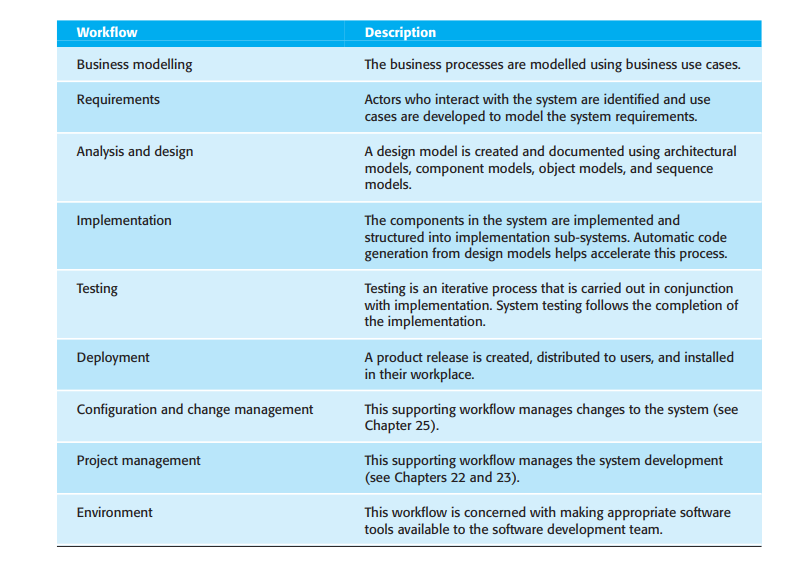 Workflow Description
Business modelling The business processes are modelled using business use cases.
Requirements Actors who interact with the system are identified and use
cases are developed to model the system requirements.
Analysis and design A design model is created and documented using architectural
models, component models, object models, and sequence
models.
Implementation The components in the system are implemented and
structured into implementation sub-systems. Automatic code
generation from design models helps accelerate this process.
Testing Testing is an iterative process that is carried out in conjunction
with implementation. System testing follows the completion of
the implementation.
Deployment A product release is created, distributed to users, and installed
in their workplace.
Configuration and change management This supporting workflow manages changes to the system (see
Chapter 25).
Project management This supporting workflow manages the system development
(see Chapters 22 and 23).
Environment This workflow is concerned with making appropriate software
tools available to the software development team.